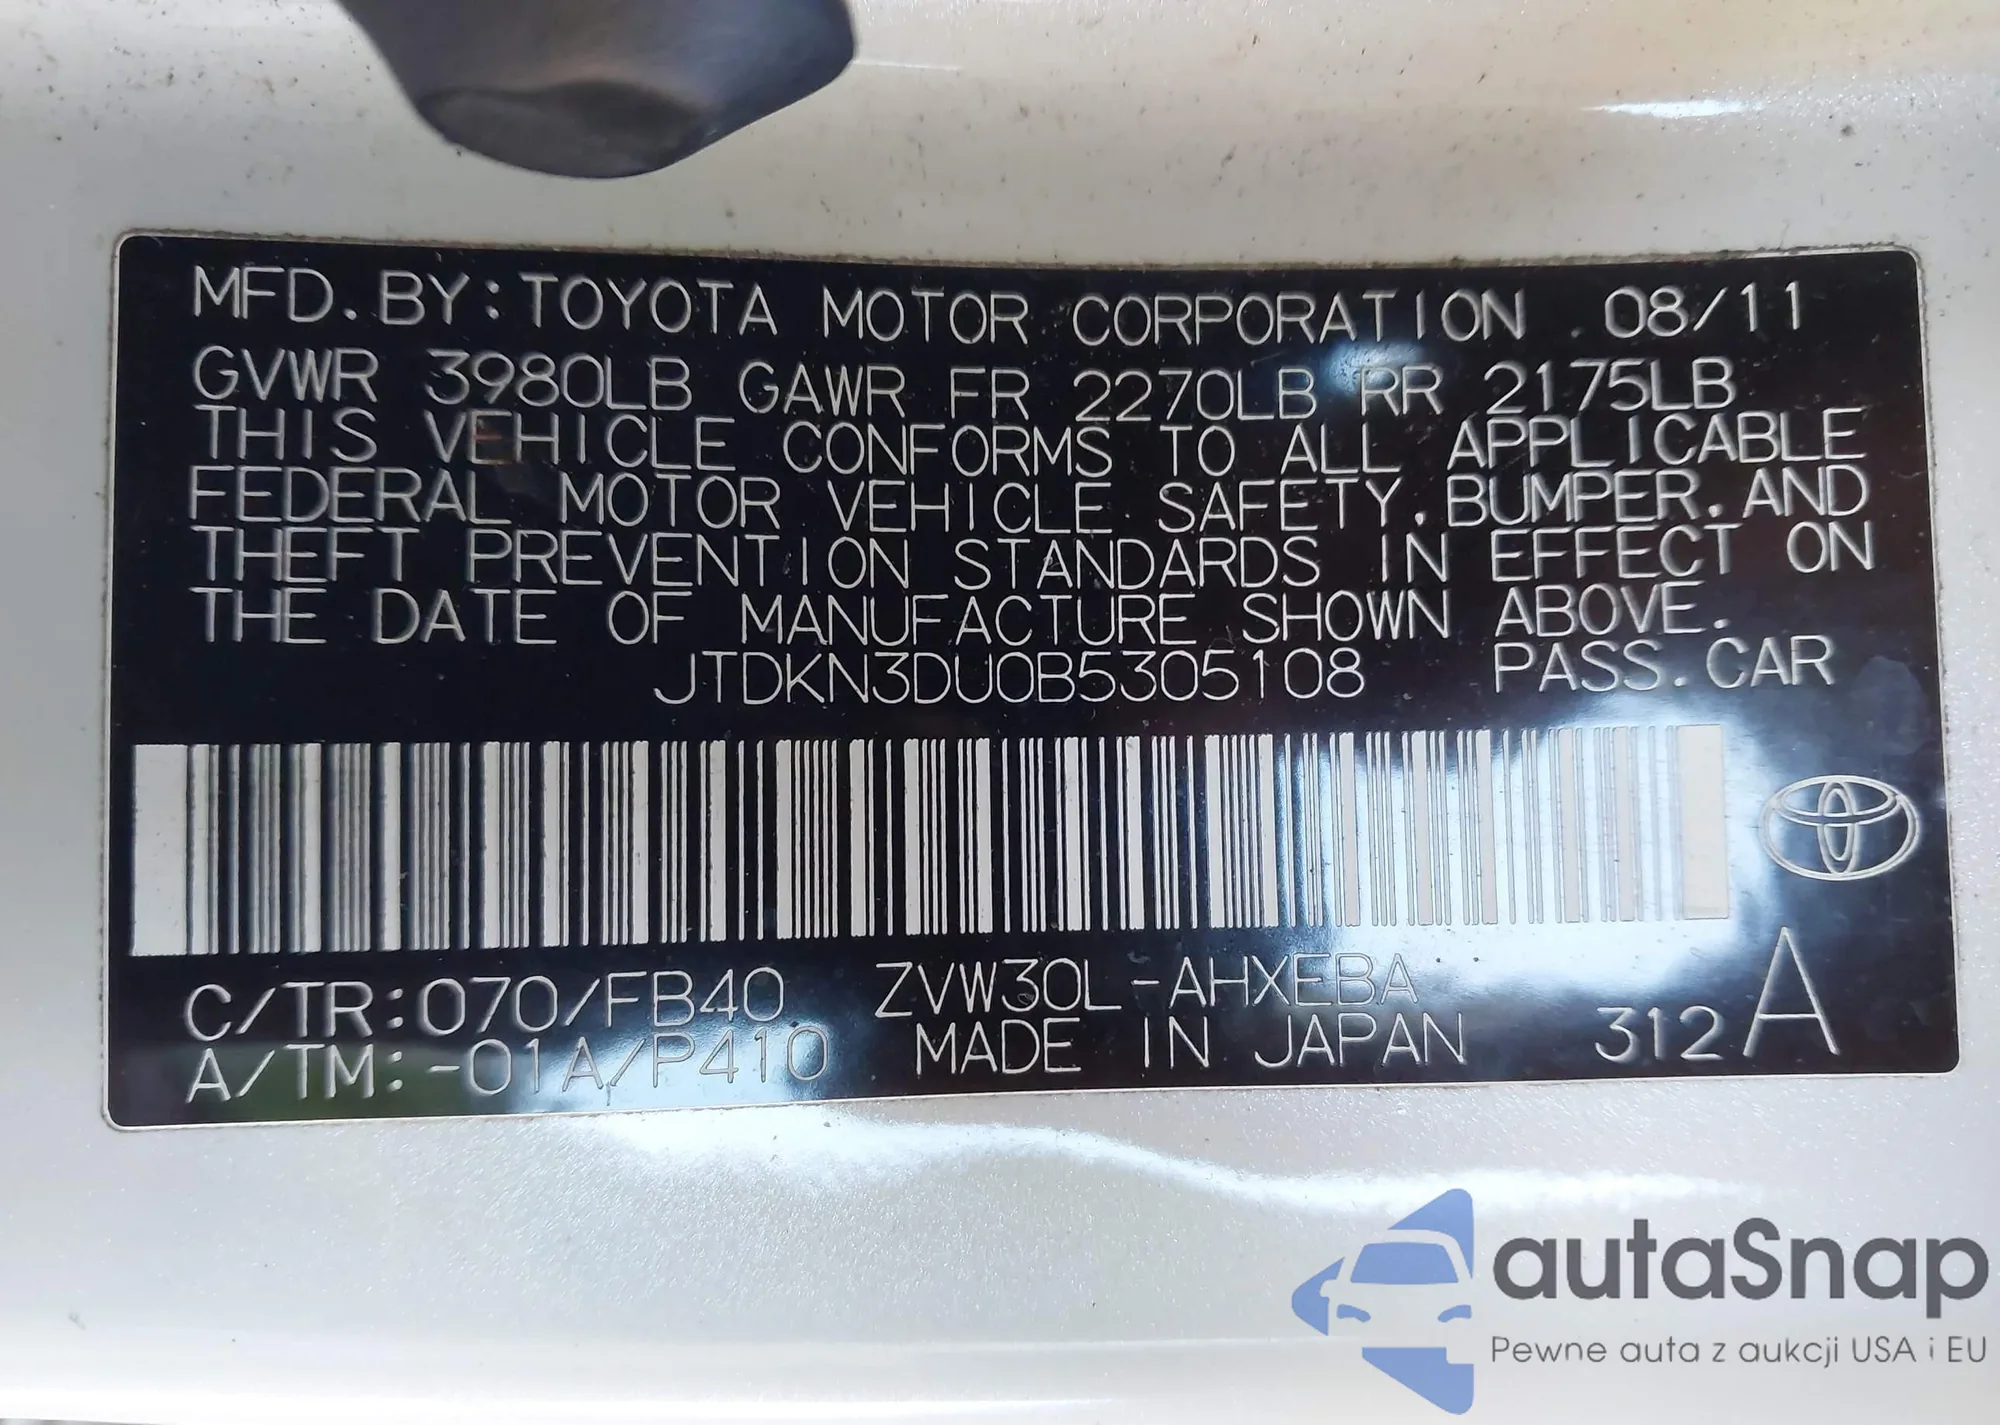 MFD. BY: TOYOTA MOTOR CORPORATION 08/11
GVWR 3980LB GAWR FR 2270LB RR 2175LB
THIS VEHICLE CONFORMS TO ALL APPLICABLE
FEDERAL MOTOR VEHICLE SAFETY, BUMPER, AND
THEFT PREVENTION STANDARDS IN EFFECT ON
THE DATE OF MANUFACTURE SHOWN ABOVE.
JTDKN3DU0B5305108 PASS. CAR
C/TR: 070/FB40 ZVW30L-AHXEBA
A/TM: -01A/P410 MADE IN JAPAN 312 A
autaSnap
Pewne auta z aukcji USA i EU